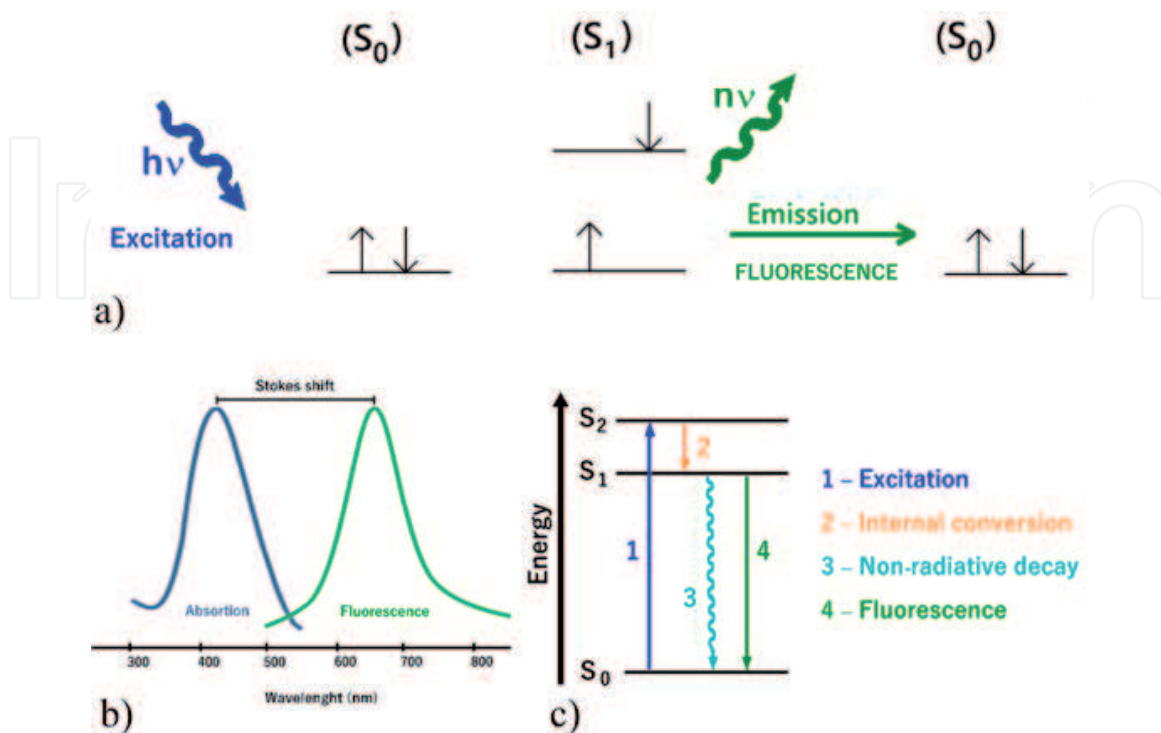 (S₀) (S₁) (S₀)
hν
nν
Excitation
Emission
FLUORESCENCE
a)
Stokes shift
Absortion
Fluorescence
300 400 500 600 700 800
Wavelenght (nm)
b)
Energy
S₂
S₁
S₀
1
2
3
4
1 – Excitation
2 – Internal conversion
3 – Non-radiative decay
4 – Fluorescence
c)